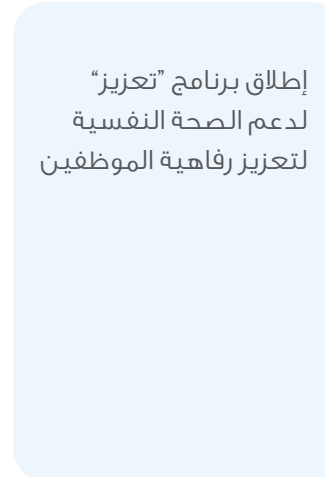 إطلاق برنامج ”تعزيز“
لدعم الصحة النفسية
لتعزيز رفاهية الموظفين